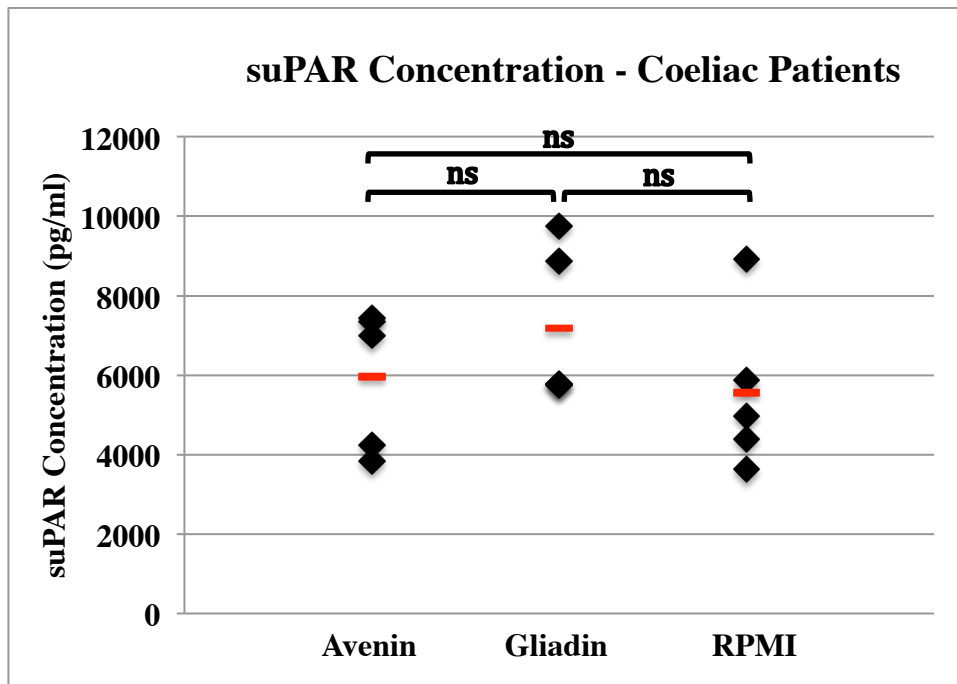 suPAR Concentration - Coeliac Patients
suPAR Concentration (pg/ml)
12000
10000
8000
6000
4000
2000
0
ns
ns
ns
Avenin
Gliadin
RPMI